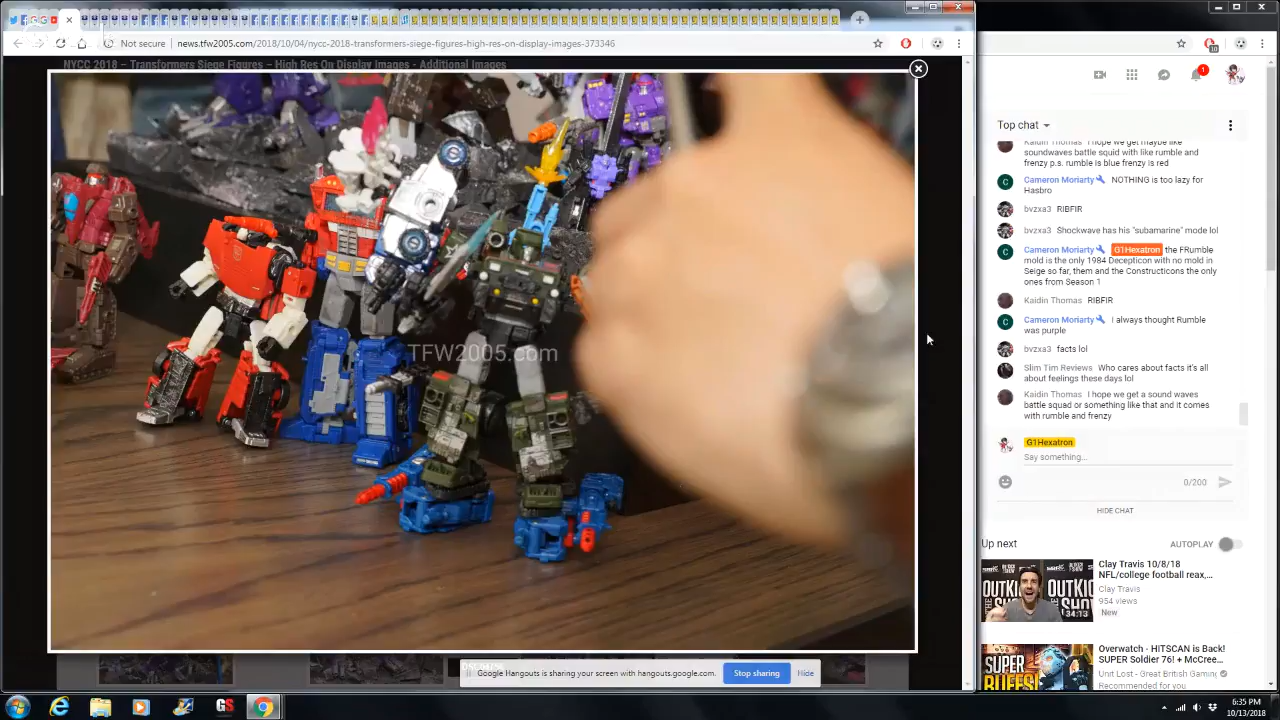 Not secure
news.tfw2005.com/2018/10/04/nycc-2018-transformers-siege-figures-high-res-on-display-images-373346
NYCC 2018 – Transformers Siege Figures – High Res On Display Images - Additional Images
TFW2005.com
Google Hangouts is sharing your screen with hangouts.google.com.
Stop sharing
Hide
10
1
Top chat
Kaidin Thomas I hope we get maybe like
soundwaves battle squid with like rumble and
frenzy p.s. rumble is blue frenzy is red
Cameron Moriarty NOTHING is too lazy for
Hasbro
bvzxa3 RIBFIR
bvzxa3 Shockwave has his "subamarine" mode lol
Cameron Moriarty G1Hexatron the FRumble
mold is the only 1984 Decepticon with no mold in
Seige so far, them and the Constructicons the only
ones from Season 1
Kaidin Thomas RIBFIR
Cameron Moriarty I always thought Rumble
was purple
bvzxa3 facts lol
Slim Tim Reviews Who cares about facts it's all
about feelings these days lol
Kaidin Thomas I hope we get a sound waves
battle squad or something like that and it comes
with rumble and frenzy
G1Hexatron
Say something...
0/200
HIDE CHAT
Up next
AUTOPLAY
Clay Travis 10/8/18
NFL/college football reax,...
Clay Travis
954 views
New
34:13
Overwatch - HITSCAN is Back!
SUPER Soldier 76! + McCree...
Unit Lost - Great British Gaming
Recommended for you
SUPER
BUFFS!
GS
6:35 PM
10/13/2018